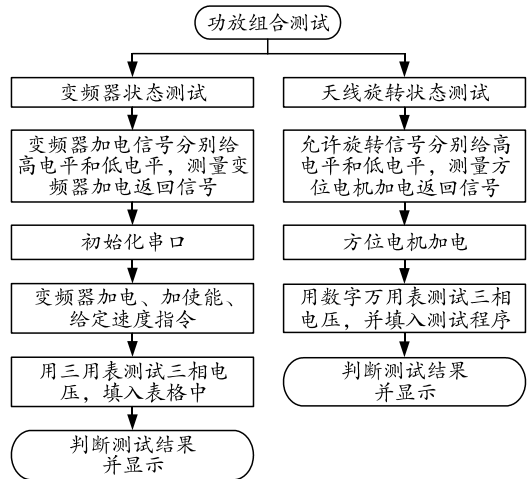 功放组合测试
变频器状态测试
变频器加电信号分别给
高电平和低电平，测量变
频器加电返回信号
初始化串口
变频器加电、加使能、
给定速度指令
用三用表测试三相电
压，填入表格中
判断测试结果
并显示
天线旋转状态测试
允许旋转信号分别给高
电平和低电平，测量方
位电机加电返回信号
方位电机加电
用数字万用表测试三相
电压，并填入测试程序
判断测试结果
并显示